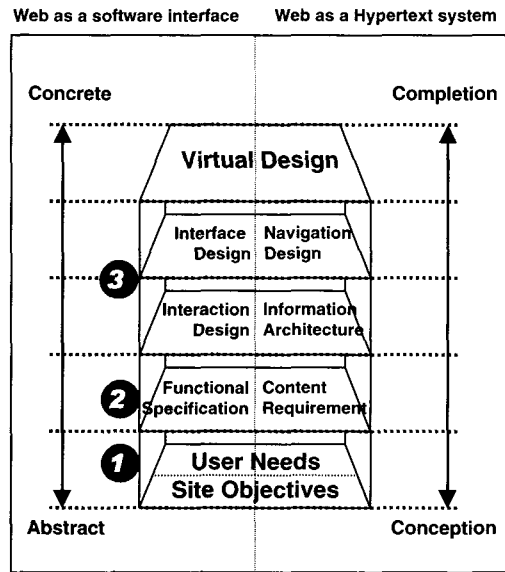 Web as a software interface Web as a Hypertext system
Concrete Completion
Virtual Design
Interface Navigation
Design Design
3
Interaction Information
Design Architecture
2
Functional Content
Specification Requirement
1
User Needs
Site Objectives
Abstract Conception